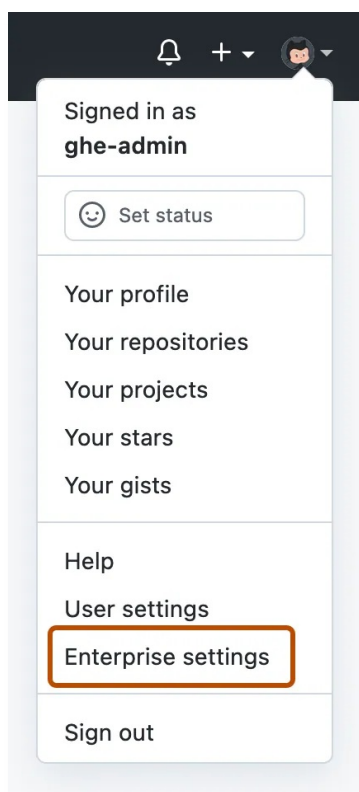 Signed in as
ghe-admin
Set status
Your profile
Your repositories
Your projects
Your stars
Your gists
Help
User settings
Enterprise settings
Sign out